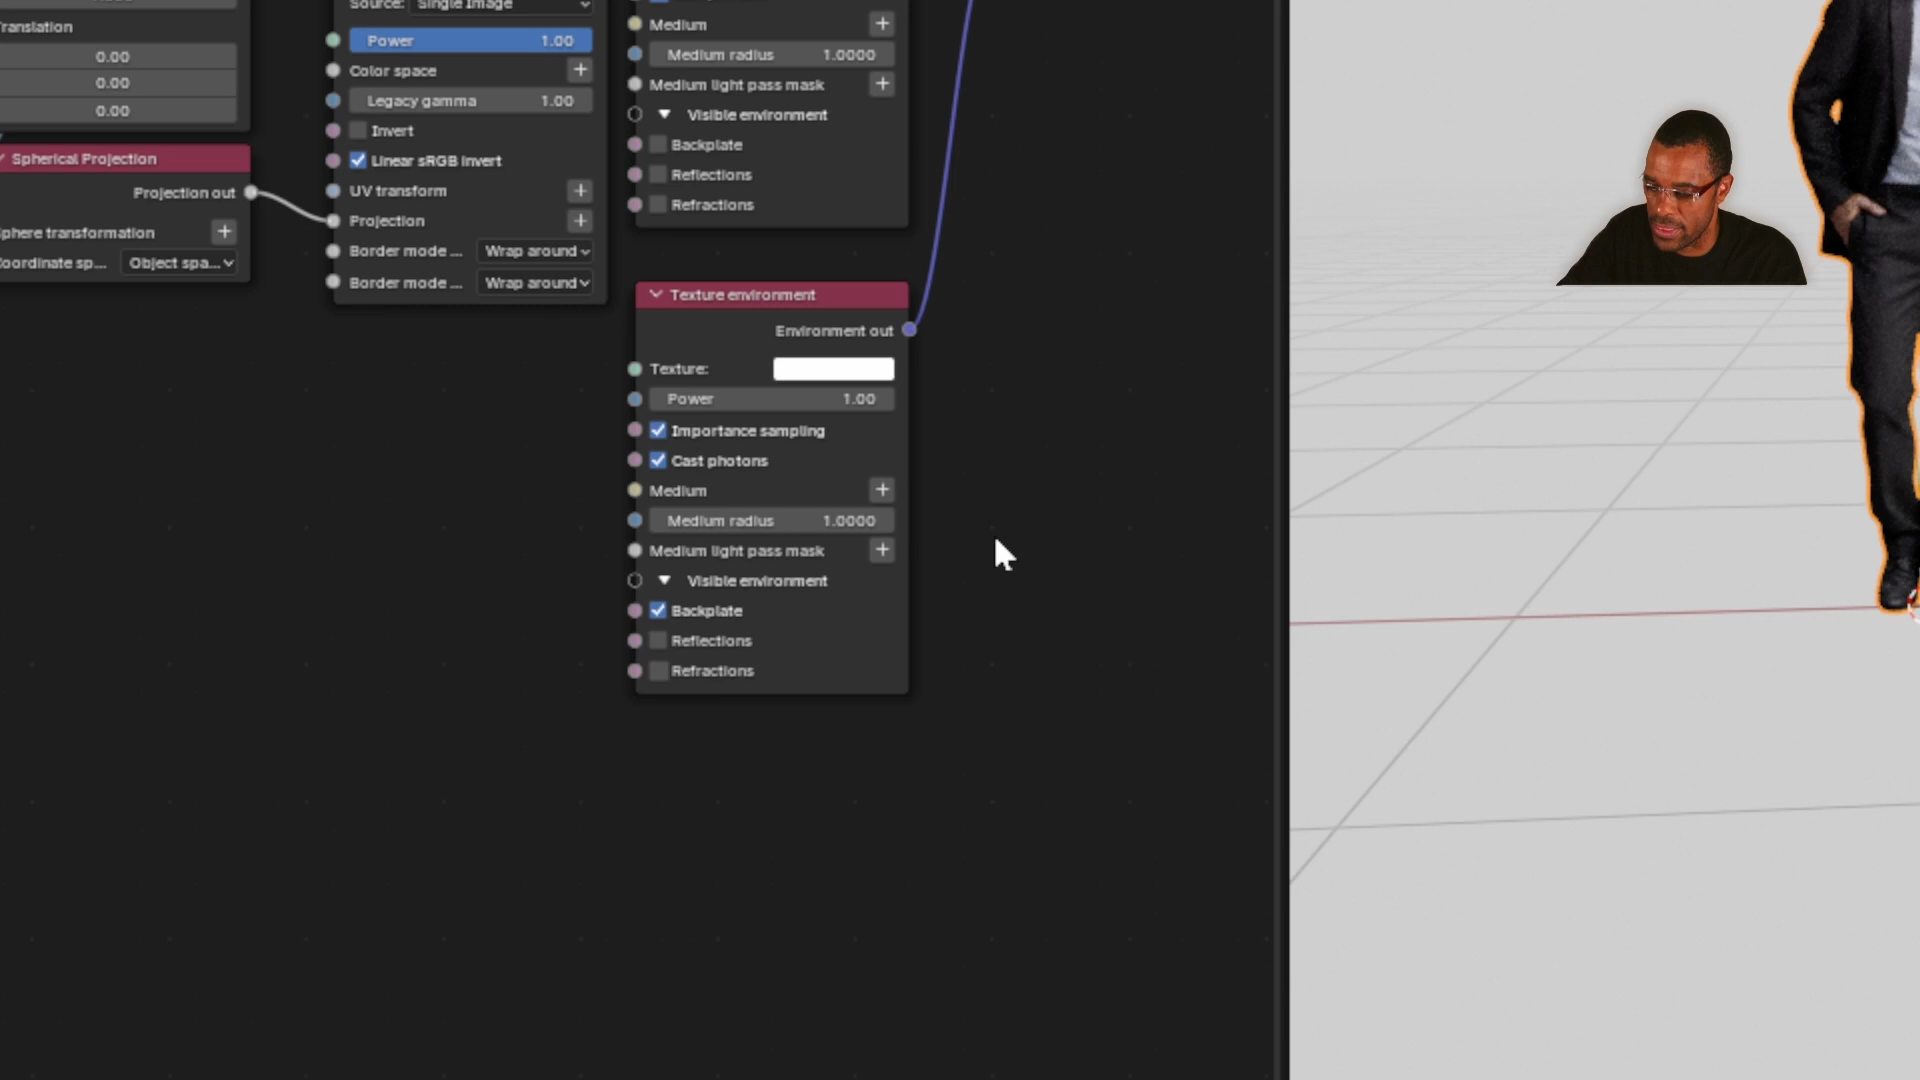 Translation
0.00
0.00
0.00
Spherical Projection
Projection out
Sphere transformation
Coordinate sp... Object spa...
Source: Single Image
Power 1.00
Color space
Legacy gamma 1.00
Invert
Linear sRGB invert
UV transform
Projection
Border mode ... Wrap around
Border mode ... Wrap around
Medium
Medium radius 1.0000
Medium light pass mask
Visible environment
Backplate
Reflections
Refractions
Texture environment
Environment out
Texture:
Power 1.00
Importance sampling
Cast photons
Medium
Medium radius 1.0000
Medium light pass mask
Visible environment
Backplate
Reflections
Refractions